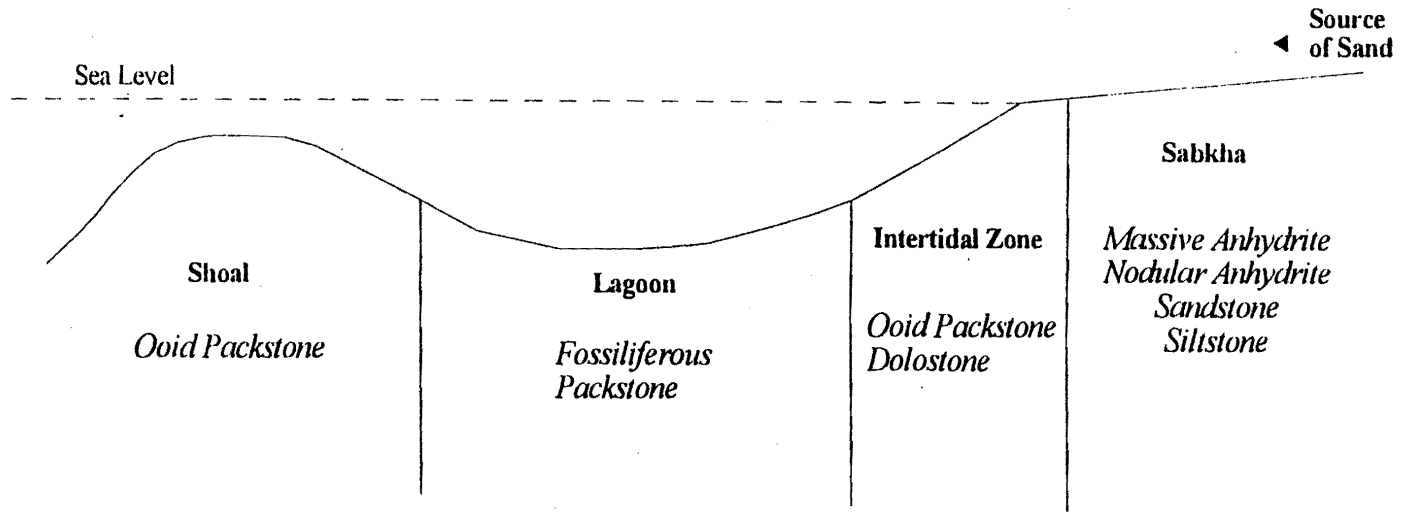 Source
of Sand
Sea Level
Sabkha
Intertidal Zone
Massive Anhydrite
Nodular Anhydrite
Sandstone
Siltstone
Shoal
Lagoon
Ooid Packstone
Dolostone
Ooid Packstone
Fossiliferous
Packstone